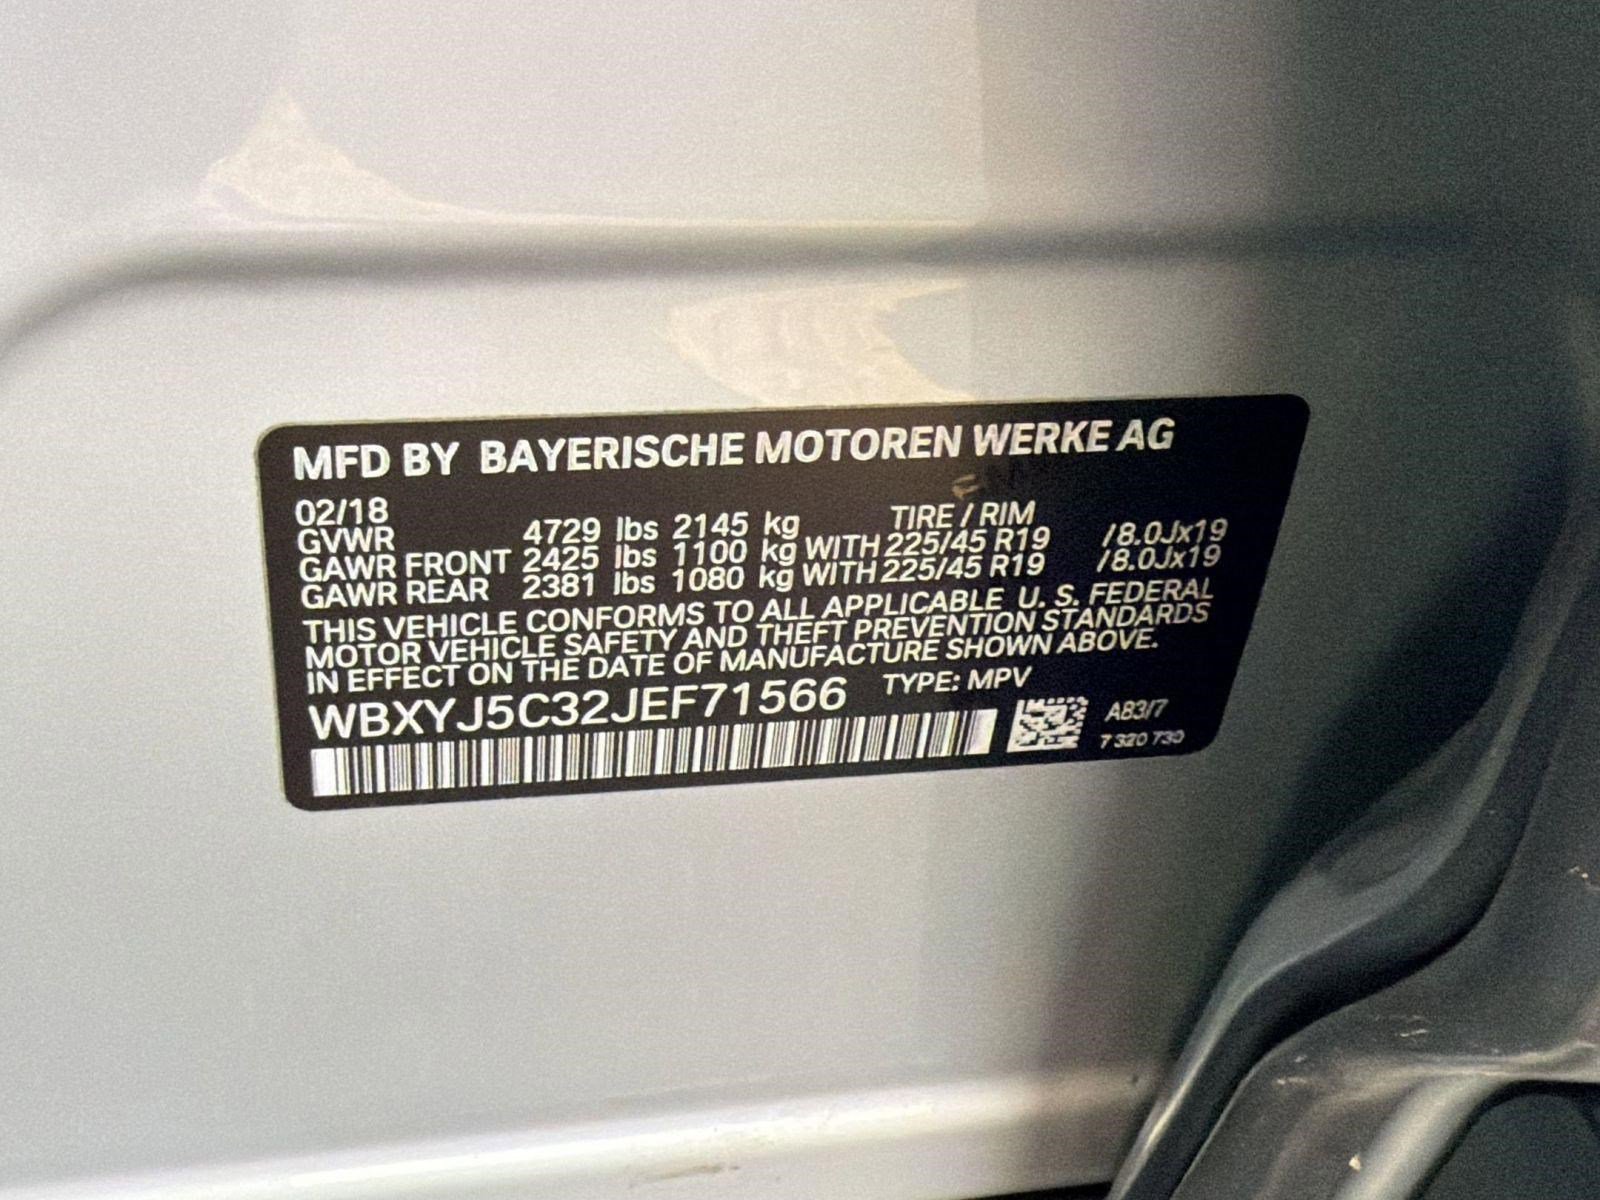 MFD BY BAYERISCHE MOTOREN WERKE AG
02/18 TIRE / RIM
GVWR 4729 lbs 2145 kg
GAWR FRONT 2425 lbs 1100 kg WITH 225/45 R19 /8.0Jx19
GAWR REAR 2381 lbs 1080 kg WITH 225/45 R19 /8.0Jx19
THIS VEHICLE CONFORMS TO ALL APPLICABLE U. S. FEDERAL
MOTOR VEHICLE SAFETY AND THEFT PREVENTION STANDARDS
IN EFFECT ON THE DATE OF MANUFACTURE SHOWN ABOVE.
WBXYJ5C32JEF71566 TYPE: MPV
A83/7
7 320 730